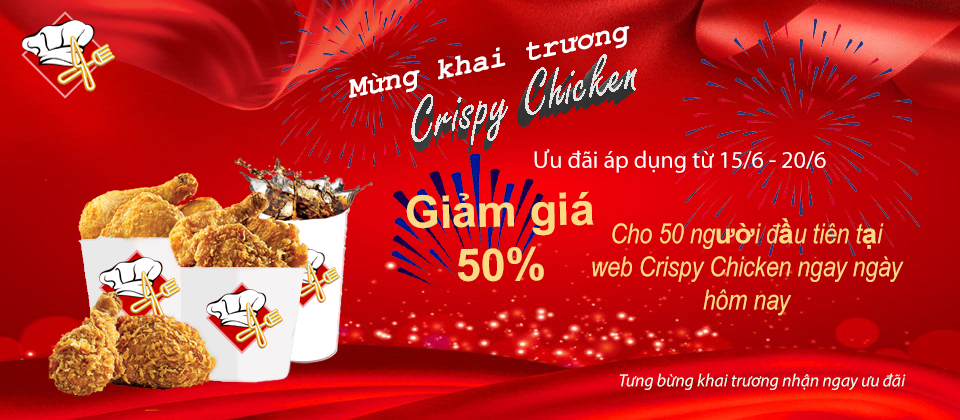 Mừng khai trương
Crispy Chicken
Ưu đãi áp dụng từ 15/6 - 20/6
Giảm giá
50%
Cho 50 người đầu tiên tại
web Crispy Chicken ngay ngày
hôm nay
Tưng bừng khai trương nhận ngay ưu đãi